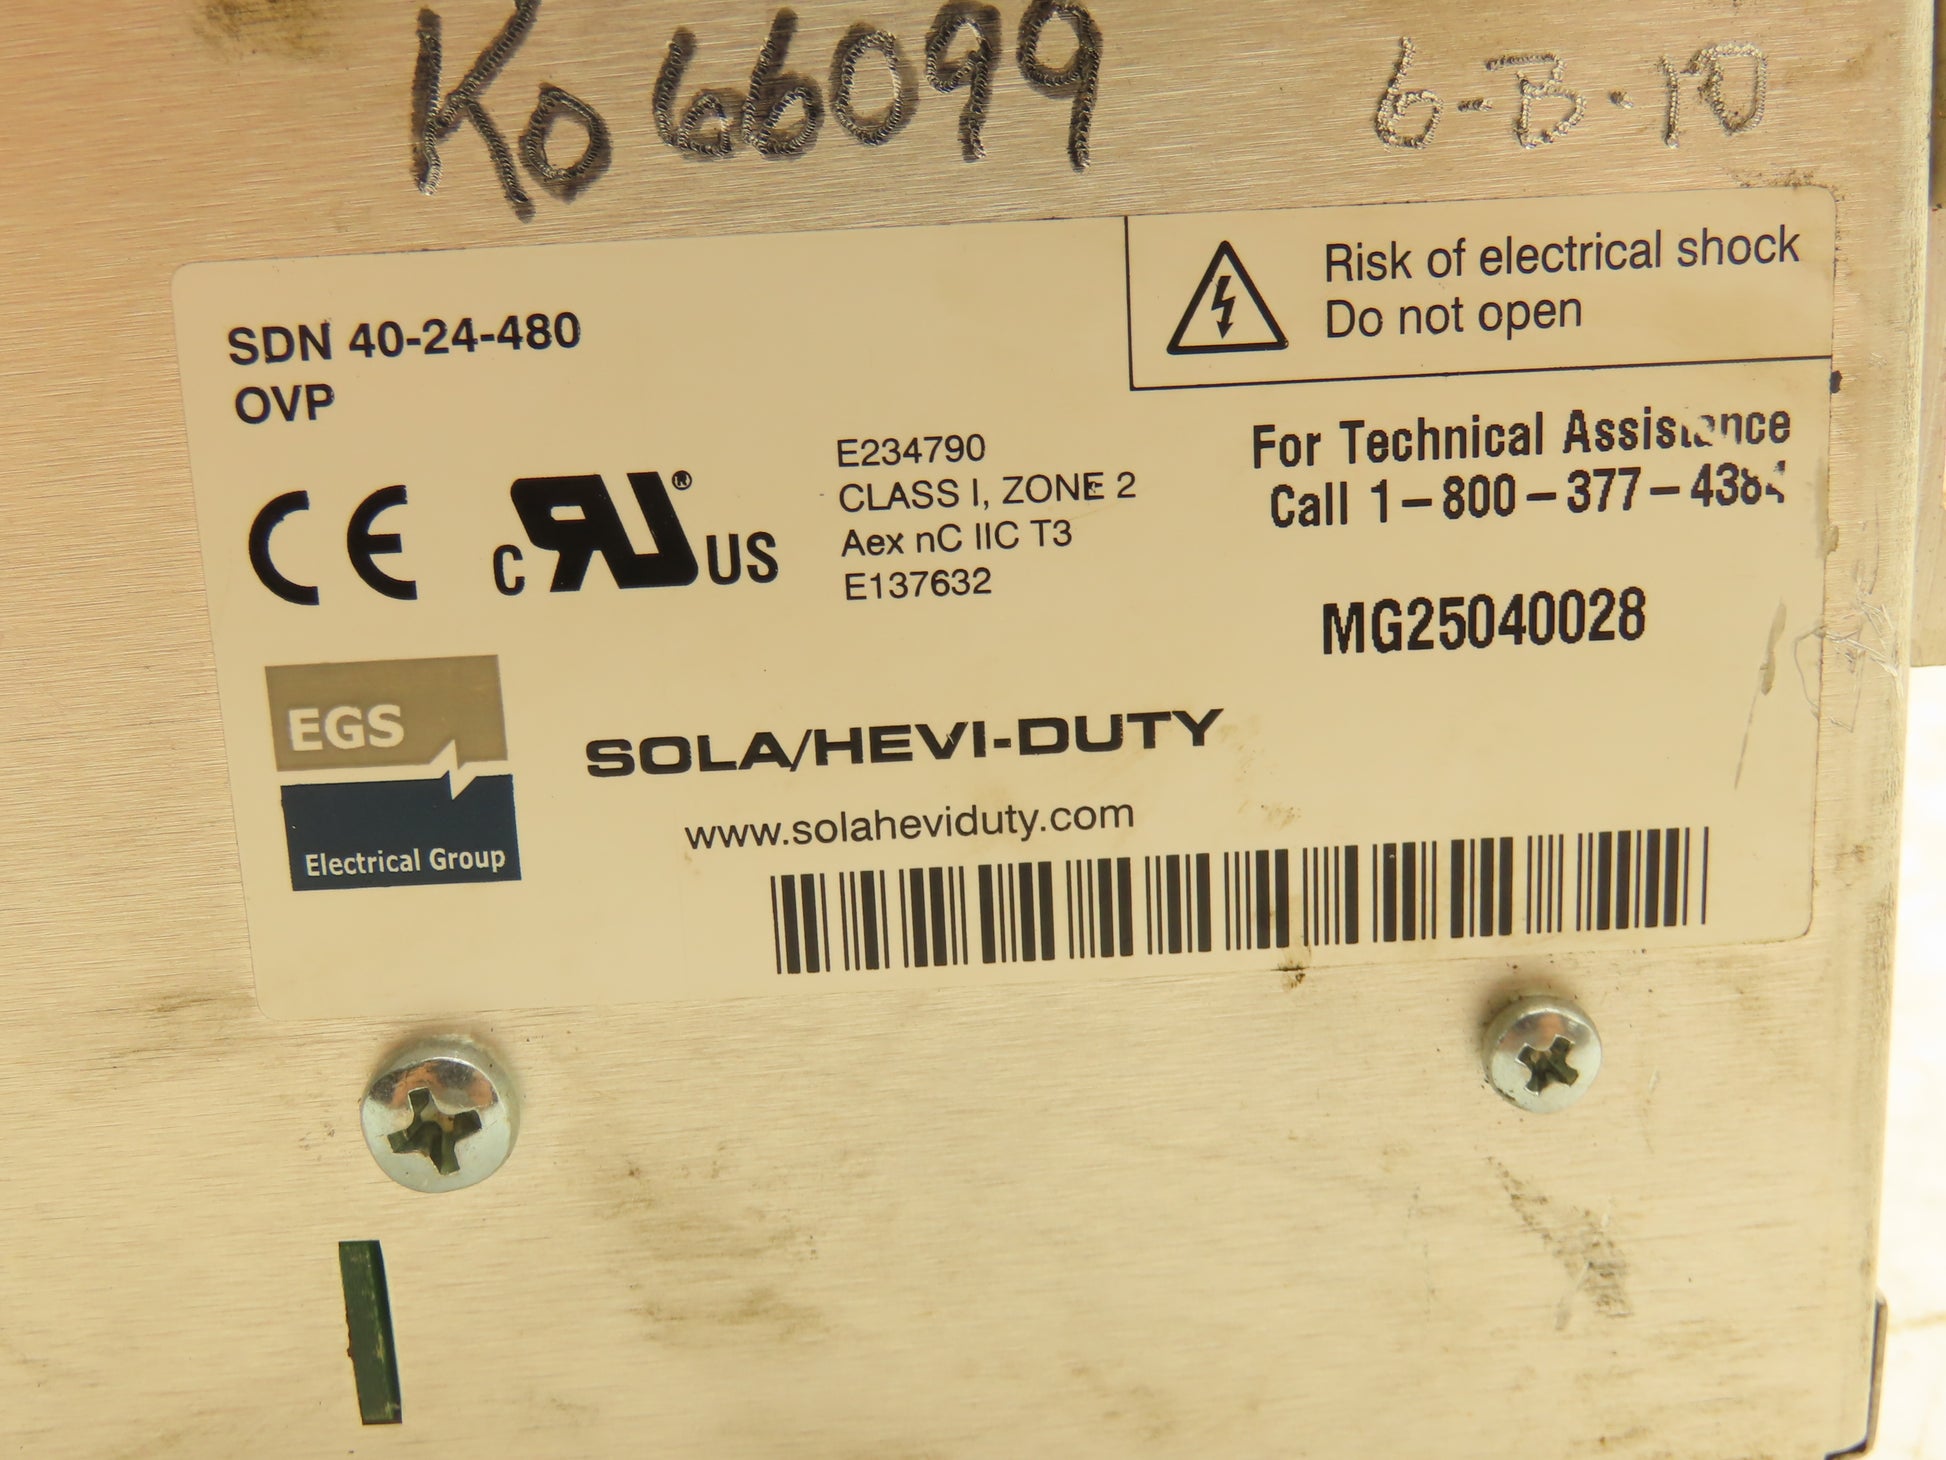 K066099
6-B-10
Risk of electrical shock
Do not open
SDN 40-24-480
OVP
For Technical Assistance
Call 1-800-377-4384
E234790
CLASS I, ZONE 2
Aex nC IIC T3
E137632
CE
C RU® US
MG25040028
EGS
Electrical Group
SOLA/HEVI-DUTY
www.solaheviduty.com